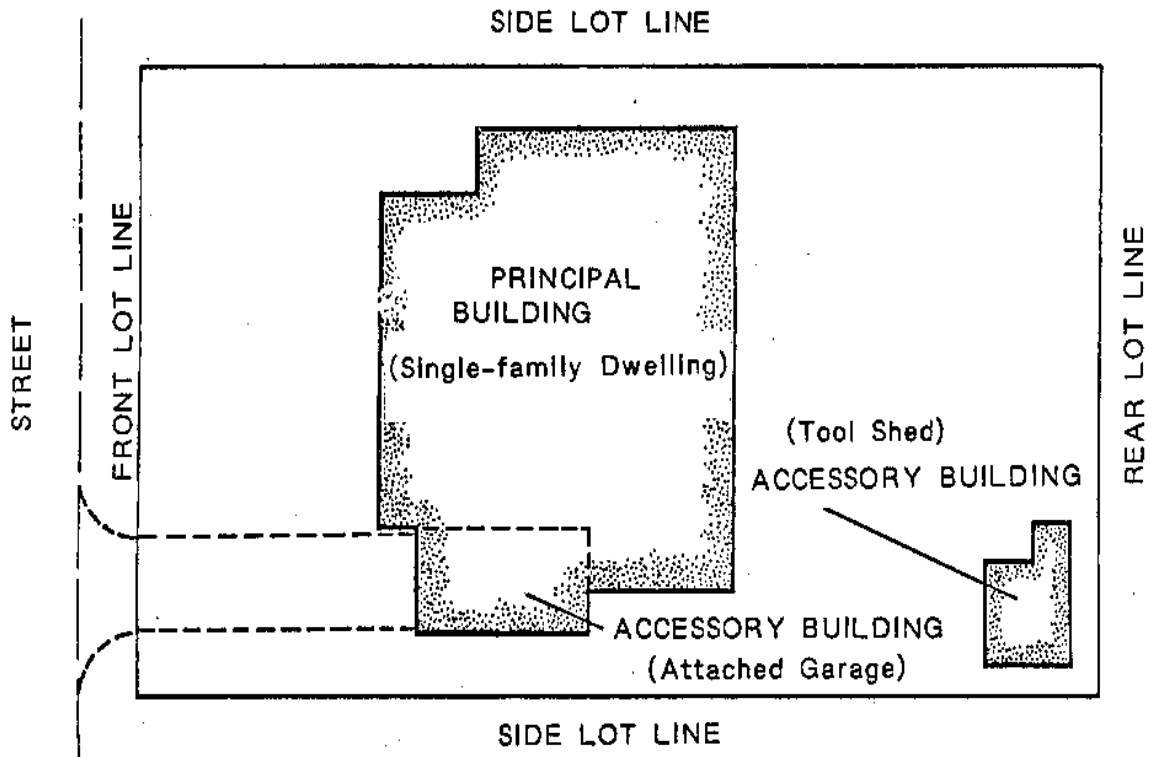 SIDE LOT LINE
STREET
FRONT LOT LINE
PRINCIPAL
BUILDING
(Single-family Dwelling)
(Tool Shed)
ACCESSORY BUILDING
REAR LOT LINE
ACCESSORY BUILDING
(Attached Garage)
SIDE LOT LINE